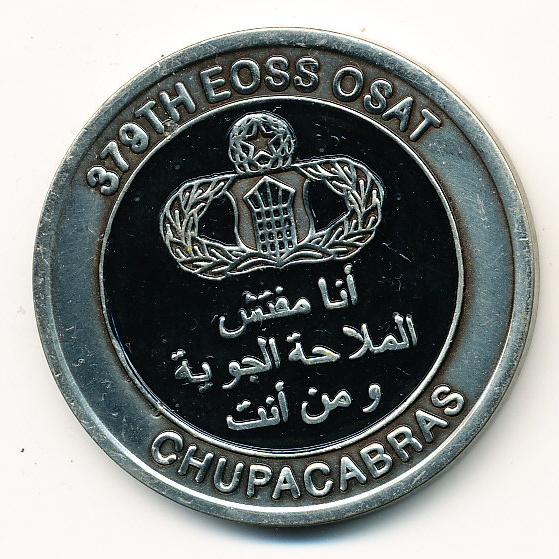 379TH EOSS OSAT
أنا مفتش
الملاحة الجوية
و من أنت
CHUPACABRAS